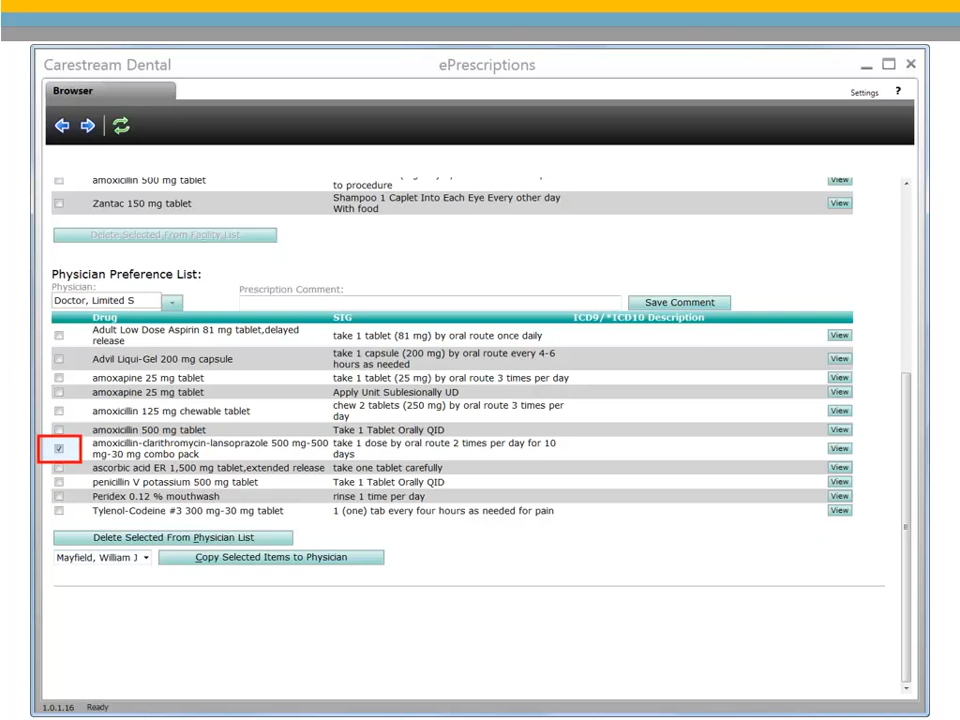 Carestream Dental
ePrescriptions
Browser
Settings ?
amoxicillin 500 mg tablet
to procedure
View
Zantac 150 mg tablet
Shampoo 1 Caplet Into Each Eye Every other day
With food
View
Delete Selected From Facility List
Physician Preference List:
Physician:
Prescription Comment:
Doctor, Limited S
Save Comment
Drug SIG ICD9/*ICD10 Description
Adult Low Dose Aspirin 81 mg tablet,delayed
release
take 1 tablet (81 mg) by oral route once daily
View
Advil Liqui-Gel 200 mg capsule
take 1 capsule (200 mg) by oral route every 4-6
hours as needed
View
amoxapine 25 mg tablet take 1 tablet (25 mg) by oral route 3 times per day View
amoxapine 25 mg tablet Apply Unit Sublesionally UD View
amoxicillin 125 mg chewable tablet
chew 2 tablets (250 mg) by oral route 3 times per
day
View
amoxicillin 500 mg tablet Take 1 Tablet Orally QID View
amoxicillin-clarithromycin-lansoprazole 500 mg-500
mg-30 mg combo pack
take 1 dose by oral route 2 times per day for 10
days
View
ascorbic acid ER 1,500 mg tablet,extended release take one tablet carefully View
penicillin V potassium 500 mg tablet Take 1 Tablet Orally QID View
Peridex 0.12 % mouthwash rinse 1 time per day View
Tylenol-Codeine #3 300 mg-30 mg tablet 1 (one) tab every four hours as needed for pain View
Delete Selected From Physician List
Mayfield, William J
Copy Selected Items to Physician
1.0.1.16 Ready